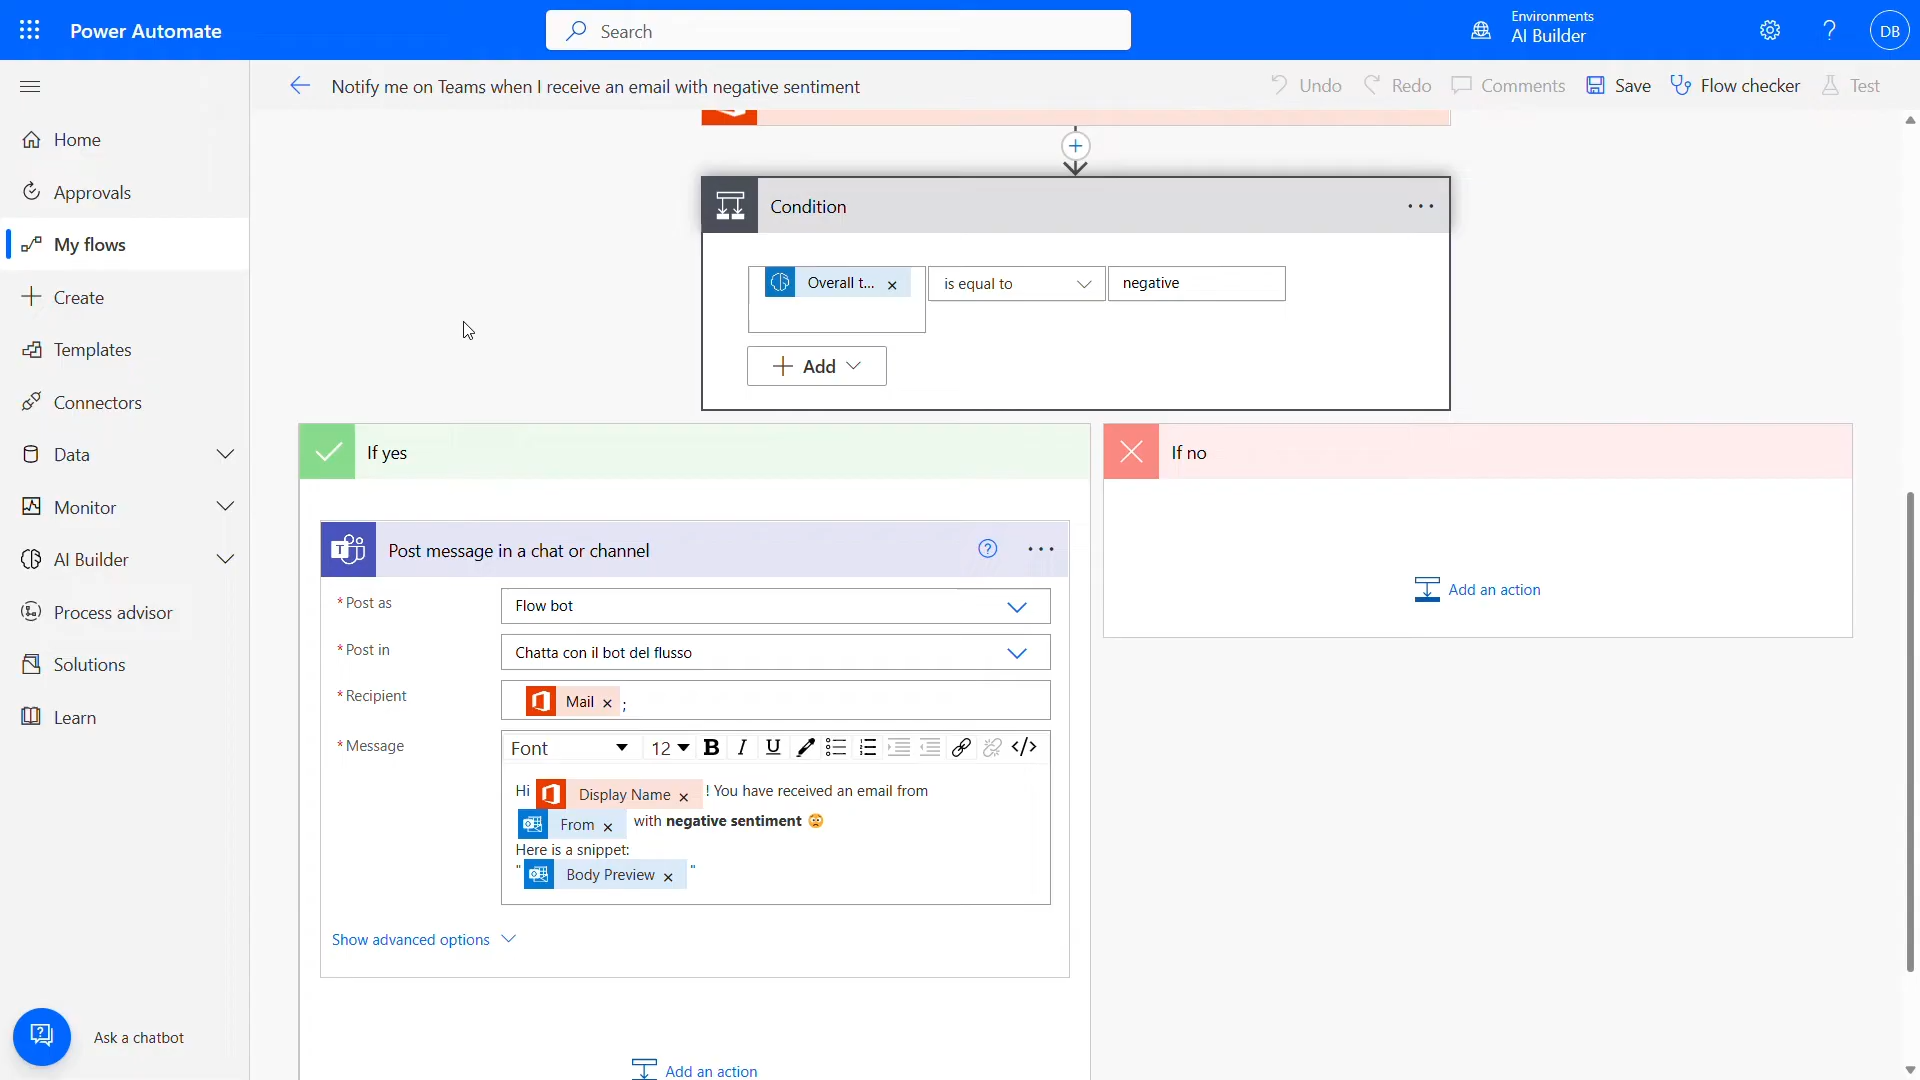 Power Automate
Search
Environments
AI Builder
?
DB
Notify me on Teams when I receive an email with negative sentiment
Undo
Redo
Comments
Save
Flow checker
Test
Home
Approvals
My flows
Create
Templates
Connectors
Data
Monitor
AI Builder
Process advisor
Solutions
Learn
Ask a chatbot
Condition
Overall t... ×
is equal to
negative
Add
If yes
If no
Add an action
Post message in a chat or channel
* Post as
Flow bot
* Post in
Chatta con il bot del flusso
* Recipient
Mail × ;
* Message
Font 12 B I U </>
Hi Display Name × ! You have received an email from
From × with negative sentiment 😟
Here is a snippet:
" Body Preview × "
Show advanced options
Add an action